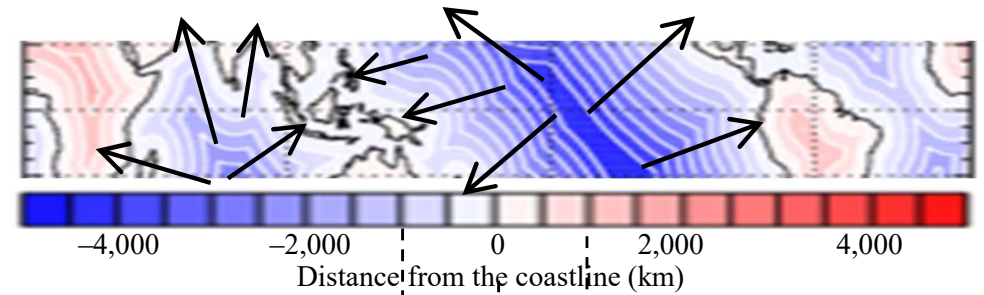 –4,000 –2,000 0 2,000 4,000
Distance from the coastline (km)